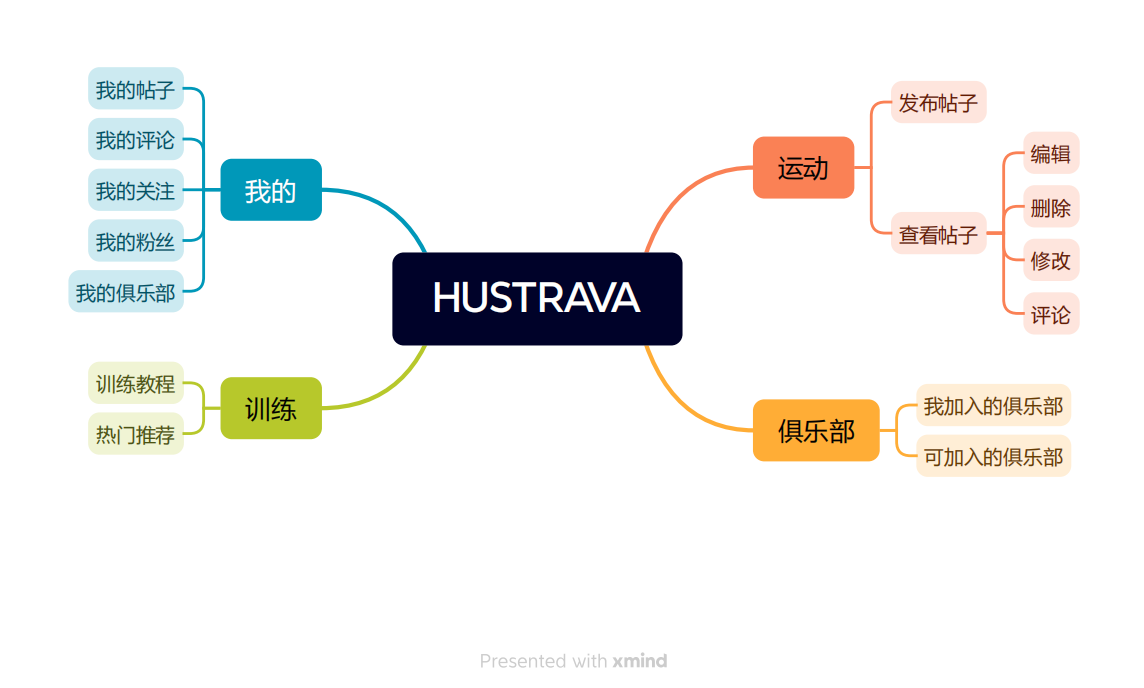 HUSTRAVA
运动
发布帖子
查看帖子
编辑
删除
修改
评论
俱乐部
我加入的俱乐部
可加入的俱乐部
我的
我的帖子
我的评论
我的关注
我的粉丝
我的俱乐部
训练
训练教程
热门推荐
Presented with xmind